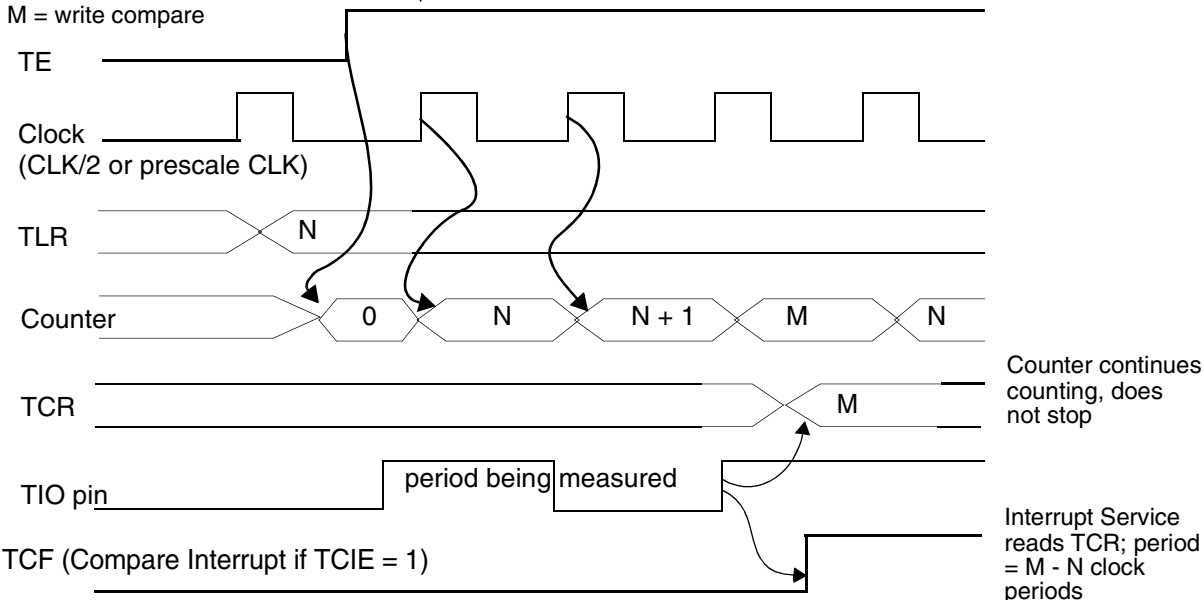 M = write compare
TE
Clock
(CLK/2 or prescale CLK)
TLR
N
Counter
0
N
N + 1
M
N
TCR
M
Counter continues
counting, does
not stop
TIO pin
period being measured
TCF (Compare Interrupt if TCIE = 1)
Interrupt Service
reads TCR; period
= M - N clock
periods